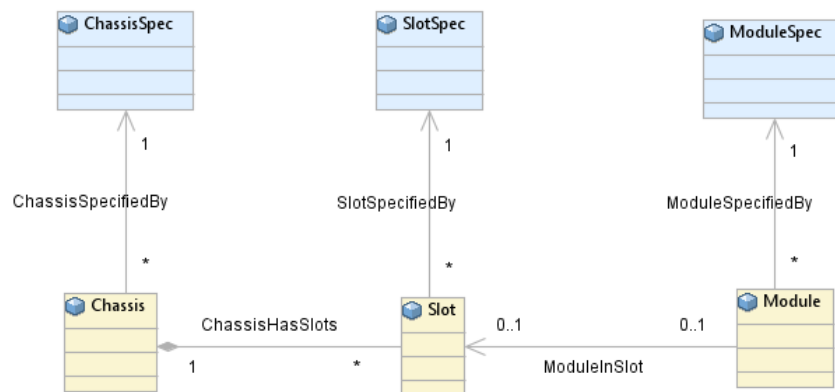 ChassisSpec
SlotSpec
ModuleSpec
1
1
1
ChassisSpecifiedBy
SlotSpecifiedBy
ModuleSpecifiedBy
*
*
*
Chassis
Slot
Module
ChassisHasSlots
0..1
0..1
1
*
ModuleInSlot